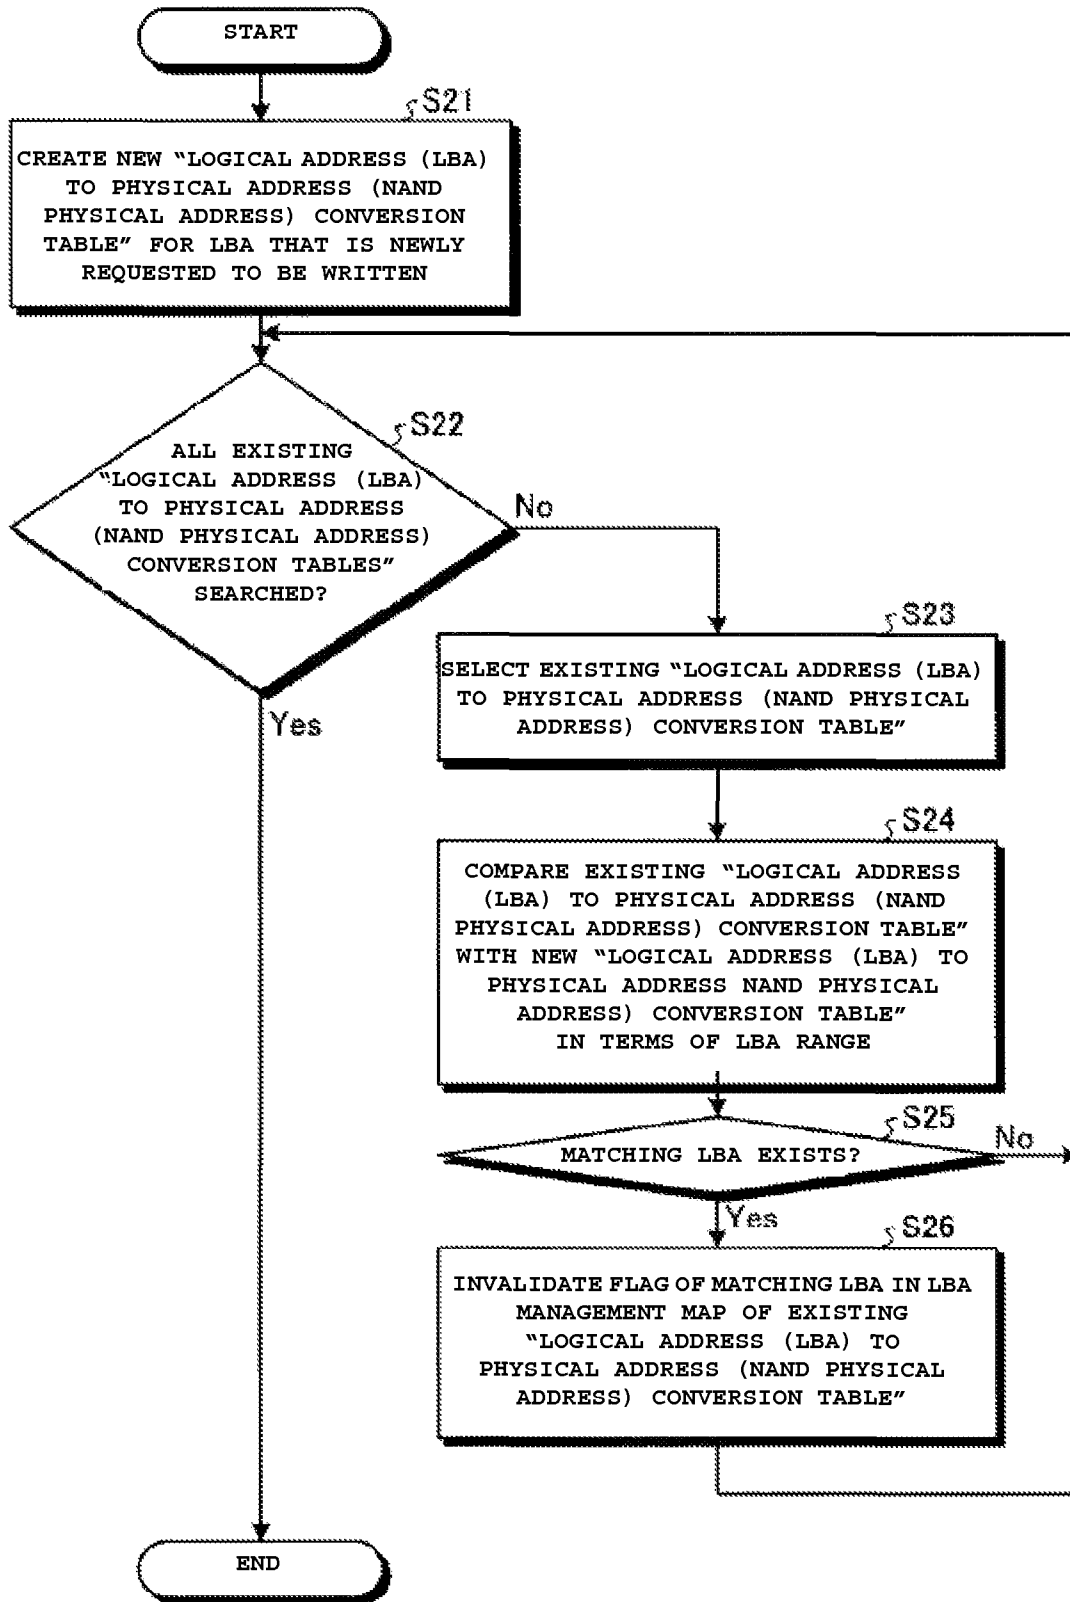 START
S21
CREATE NEW “LOGICAL ADDRESS (LBA)
TO PHYSICAL ADDRESS (NAND
PHYSICAL ADDRESS) CONVERSION
TABLE” FOR LBA THAT IS NEWLY
REQUESTED TO BE WRITTEN
S22
ALL EXISTING
“LOGICAL ADDRESS (LBA)
TO PHYSICAL ADDRESS
(NAND PHYSICAL ADDRESS)
CONVERSION TABLES”
SEARCHED?
No
Yes
S23
SELECT EXISTING “LOGICAL ADDRESS (LBA)
TO PHYSICAL ADDRESS (NAND PHYSICAL
ADDRESS) CONVERSION TABLE”
S24
COMPARE EXISTING “LOGICAL ADDRESS
(LBA) TO PHYSICAL ADDRESS (NAND
PHYSICAL ADDRESS) CONVERSION TABLE”
WITH NEW “LOGICAL ADDRESS (LBA) TO
PHYSICAL ADDRESS NAND PHYSICAL
ADDRESS) CONVERSION TABLE”
IN TERMS OF LBA RANGE
S25
MATCHING LBA EXISTS?
No
Yes
S26
INVALIDATE FLAG OF MATCHING LBA IN LBA
MANAGEMENT MAP OF EXISTING
“LOGICAL ADDRESS (LBA) TO
PHYSICAL ADDRESS (NAND PHYSICAL
ADDRESS) CONVERSION TABLE”
END